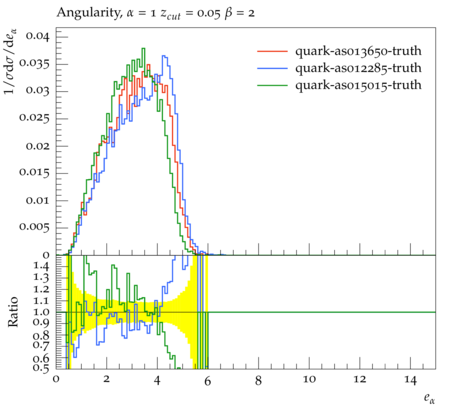 Angularity, α = 1 z_cut = 0.05 β = 2
1/σdσ/de_α
0.04
0.035
0.03
0.025
0.02
0.015
0.01
0.005
0
quark-as013650-truth
quark-as012285-truth
quark-as015015-truth
Ratio
1.4
1.3
1.2
1.1
1.0
0.9
0.8
0.7
0.6
0.5
0 2 4 6 8 10 12 14
e_α